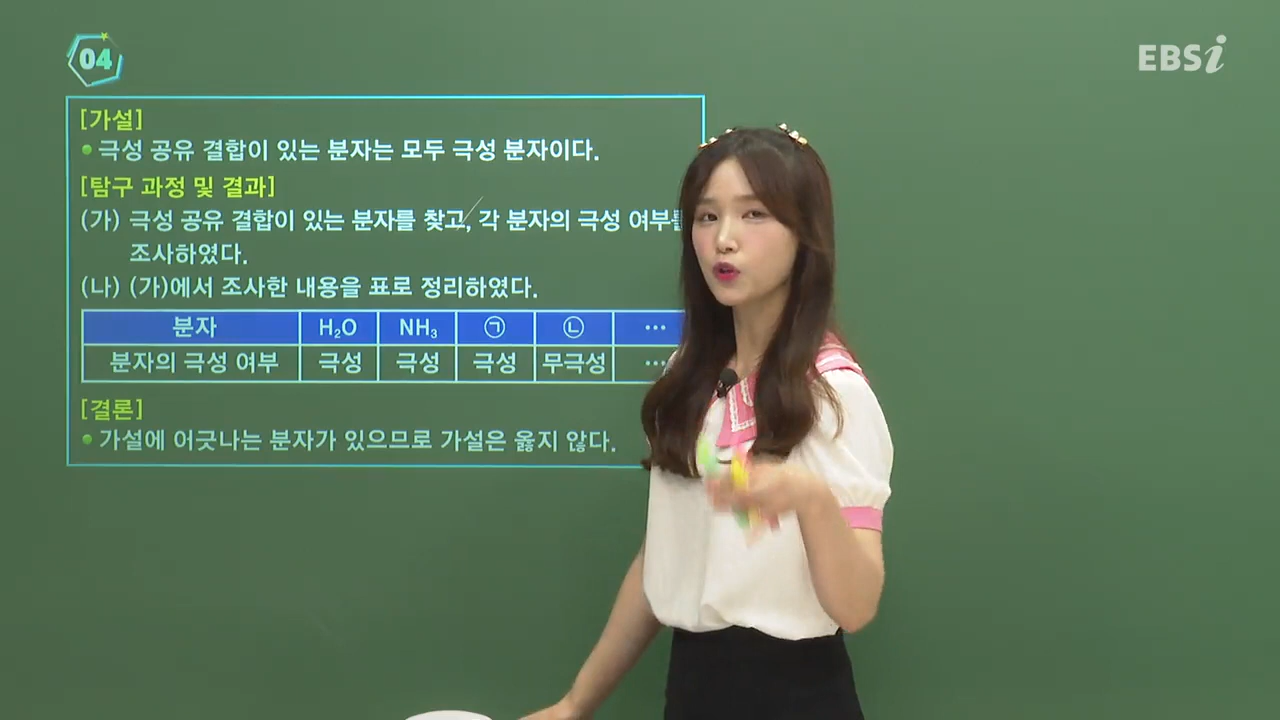 04
EBSi
[가설]
• 극성 공유 결합이 있는 분자는 모두 극성 분자이다.
[탐구 과정 및 결과]
(가) 극성 공유 결합이 있는 분자를 찾고, 각 분자의 극성 여부를
조사하였다.
(나) (가)에서 조사한 내용을 표로 정리하였다.
분자 H₂O NH₃ ㉠ ㉡ ⋯
분자의 극성 여부 극성 극성 극성 무극성 ⋯
[결론]
• 가설에 어긋나는 분자가 있으므로 가설은 옳지 않다.